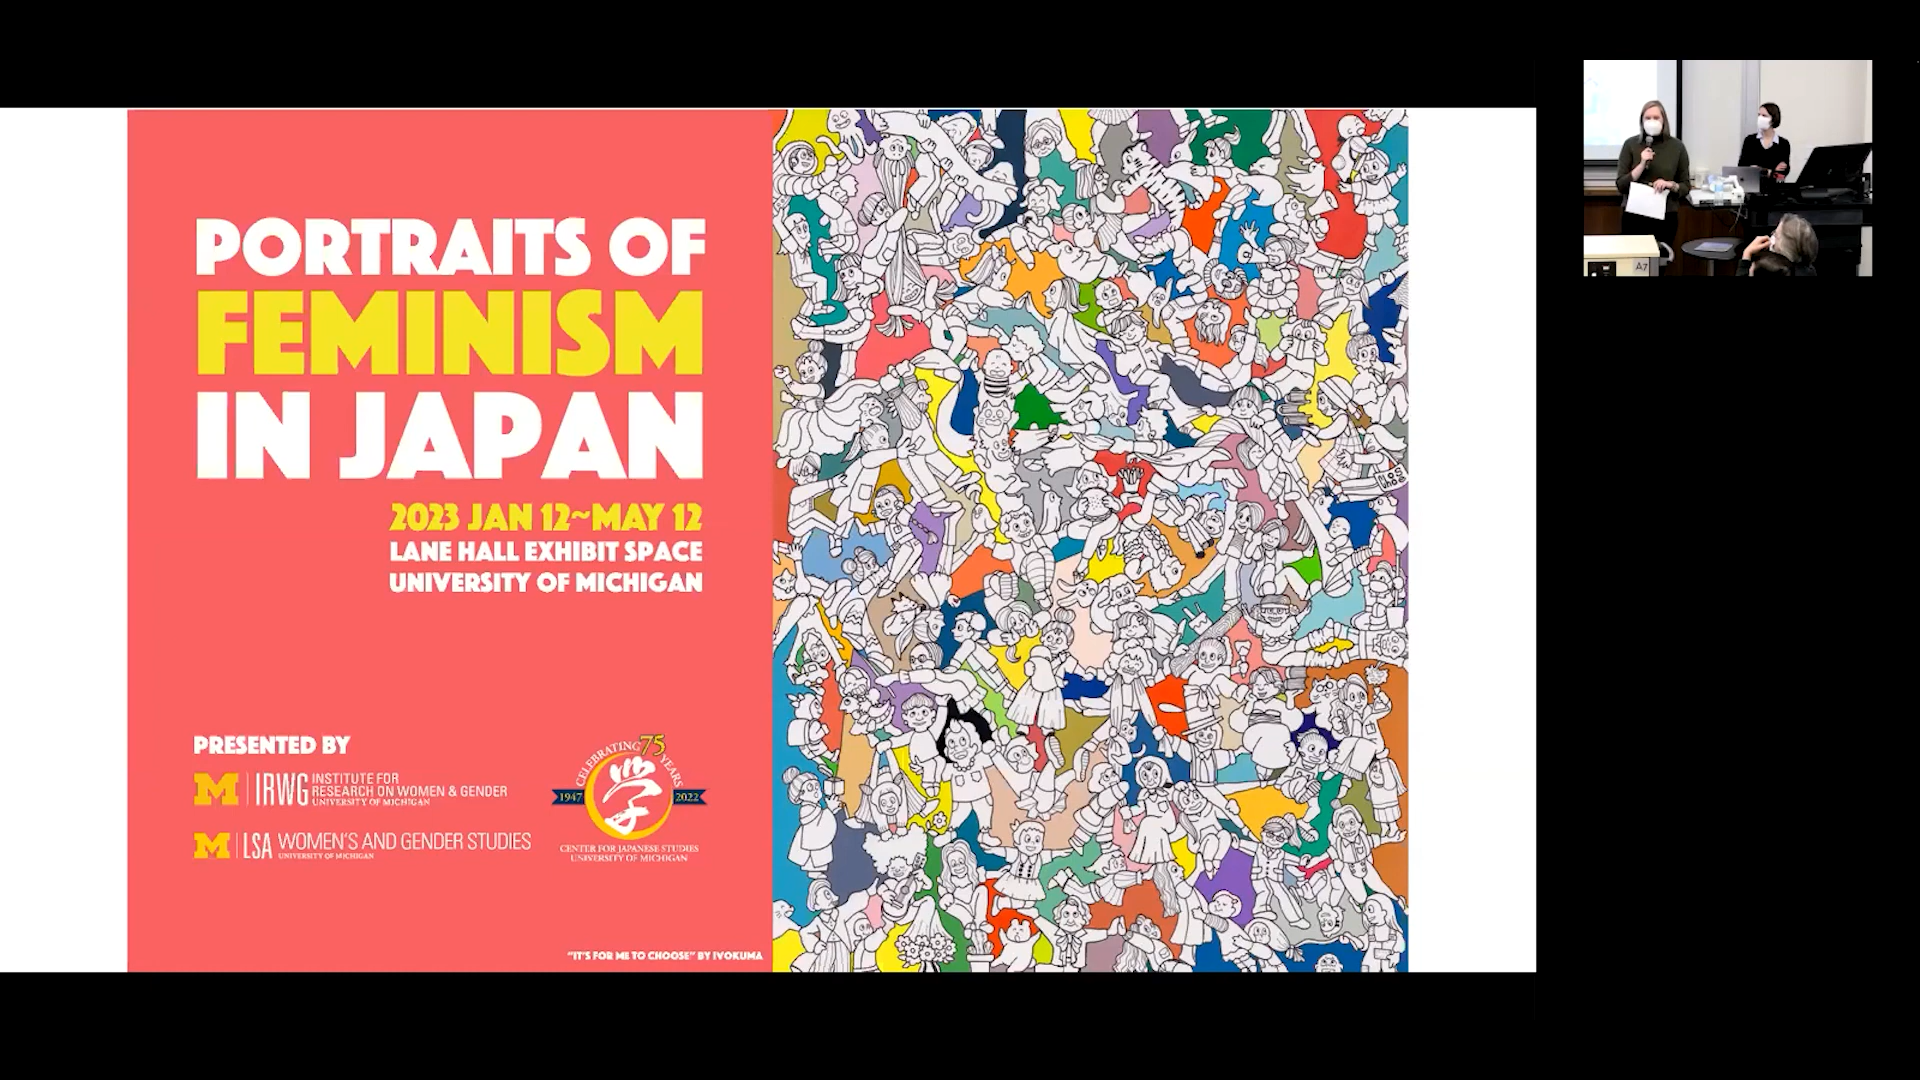 PORTRAITS OF
FEMINISM
IN JAPAN
2023 JAN 12~MAY 12
LANE HALL EXHIBIT SPACE
UNIVERSITY OF MICHIGAN
PRESENTED BY
M IRWG INSTITUTE FOR
RESEARCH ON WOMEN & GENDER
UNIVERSITY OF MICHIGAN
M LSA WOMEN'S AND GENDER STUDIES
UNIVERSITY OF MICHIGAN
CELEBRATING 75 YEARS
学
1947 2022
CENTER FOR JAPANESE STUDIES
UNIVERSITY OF MICHIGAN
"IT'S FOR ME TO CHOOSE" BY IVOKUMA
A7